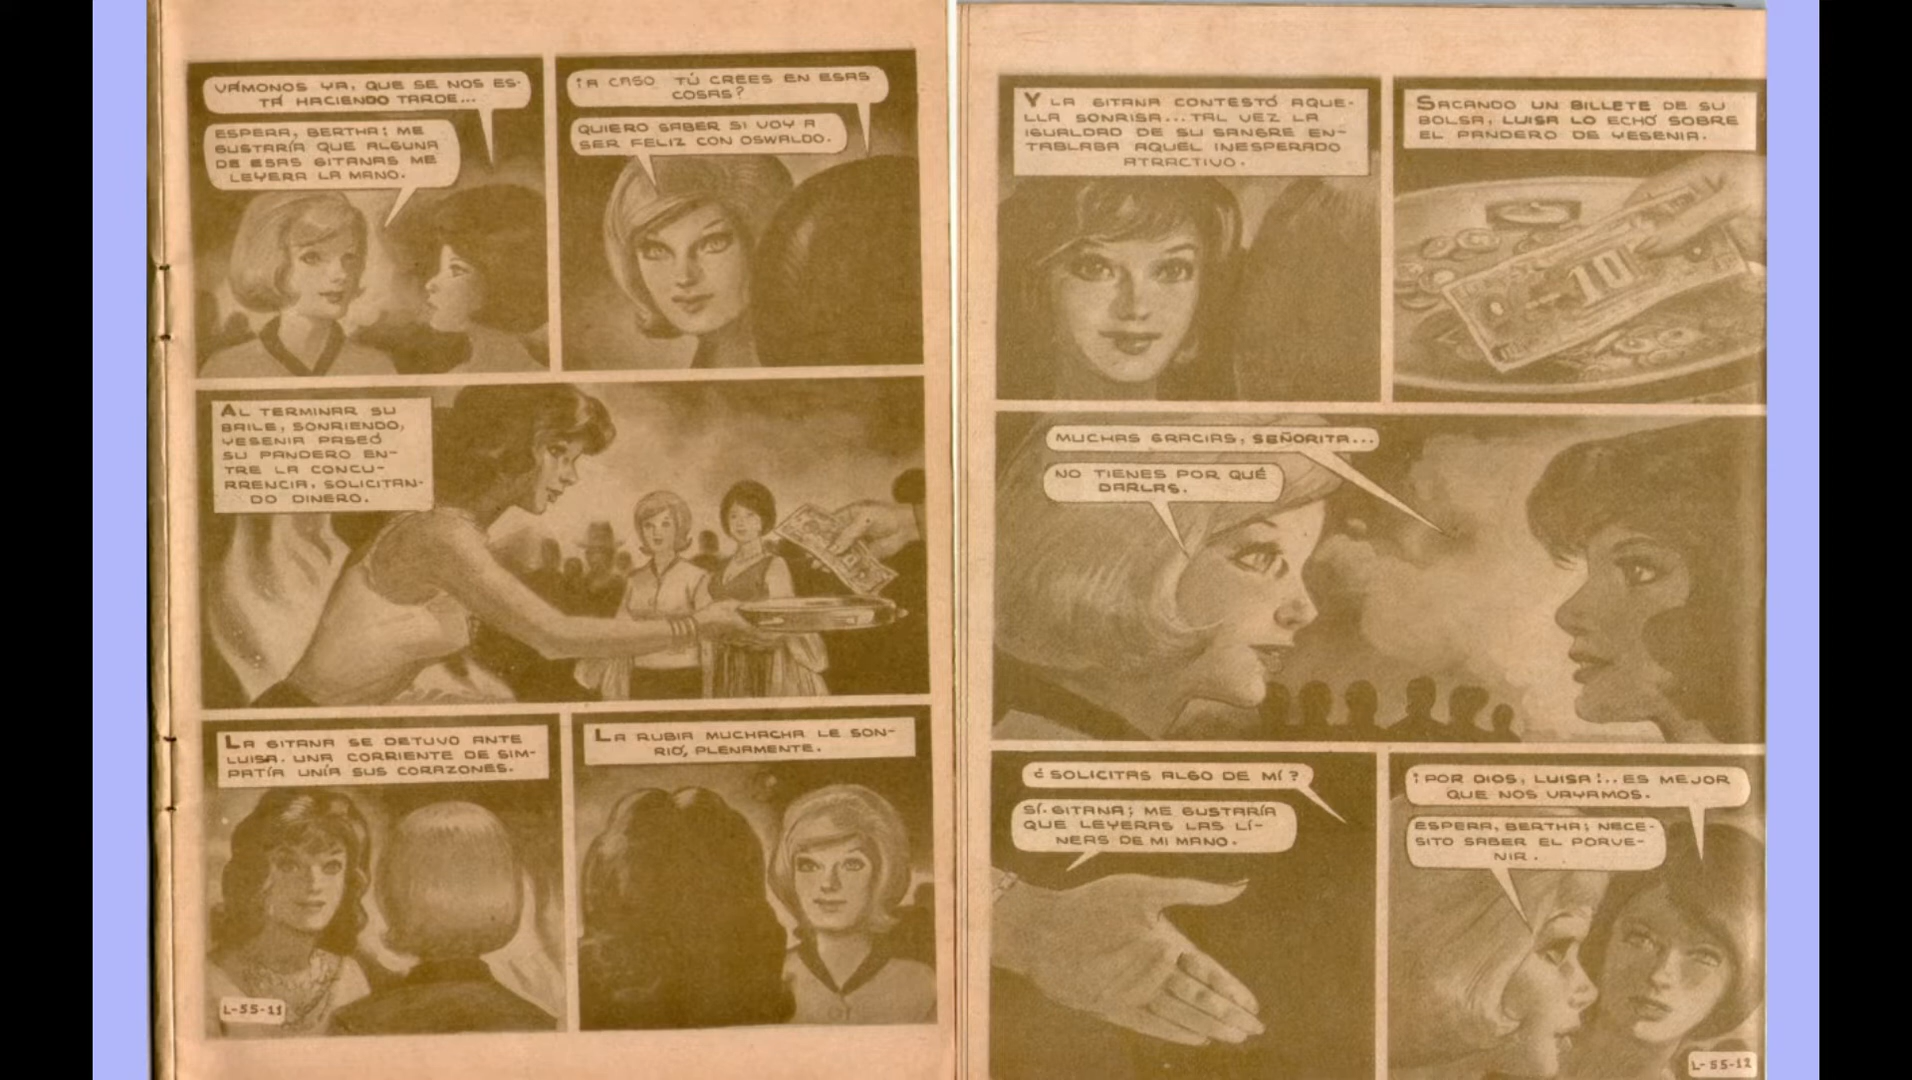 VÁMONOS YA, QUE SE NOS ES-
TÁ HACIENDO TARDE...
ESPERA, BERTHA; ME
GUSTARÍA QUE ALGUNA
DE ESAS GITANAS ME
LEYERA LA MANO.
¡A CASO TÚ CREES EN ESAS
COSAS?
QUIERO SABER SI VOY A
SER FELIZ CON OSWALDO.
AL TERMINAR SU
BAILE, SONRIENDO,
YESENIA PASEÓ
SU PANDERO EN-
TRE LA CONCU-
RRENCIA, SOLICITAN-
DO DINERO.
LA GITANA SE DETUVO ANTE
LUISA. UNA CORRIENTE DE SIM-
PATÍA UNÍA SUS CORAZONES.
L-55-11
LA RUBIA MUCHACHA LE SON-
RIÓ, PLENAMENTE.
Y LA GITANA CONTESTÓ AQUE-
LLA SONRISA...TAL VEZ LA
IGUALDAD DE SU SANGRE EN-
TABLABA AQUEL INESPERADO
ATRACTIVO.
SACANDO UN BILLETE DE SU
BOLSA, LUISA LO ECHÓ SOBRE
EL PANDERO DE YESENIA.
10
MUCHAS GRACIAS, SEÑORITA...
NO TIENES POR QUÉ
DARLAS.
¿SOLICITAS ALGO DE MÍ?
SÍ. GITANA; ME GUSTARÍA
QUE LEYERAS LAS LÍ-
NEAS DE MI MANO.
¡POR DIOS, LUISA!..ES MEJOR
QUE NOS VAYAMOS.
ESPERA, BERTHA; NECE-
SITO SABER EL PORVE-
NIR.
L-55-12